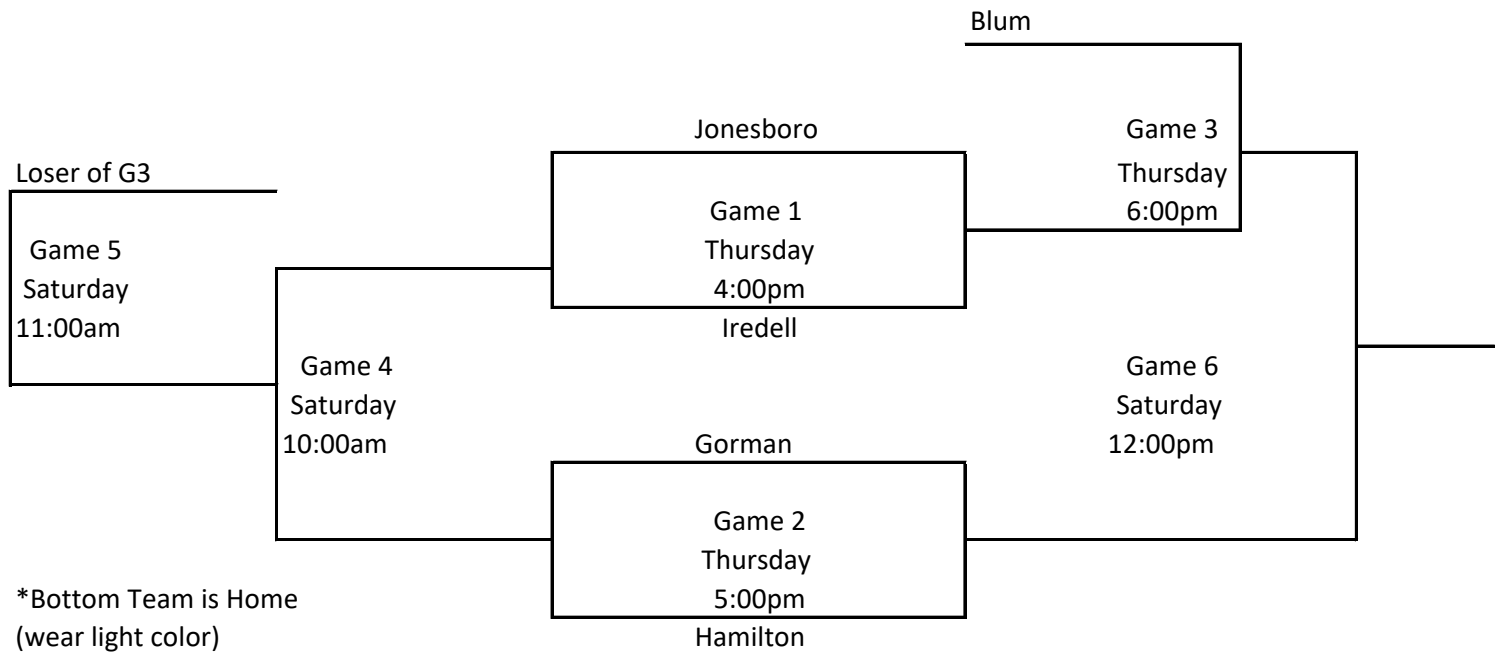 Blum
Jonesboro
Game 3
Loser of G3
Thursday
Game 1
6:00pm
Game 5
Thursday
Saturday
4:00pm
11:00am
Iredell
Game 4
Game 6
Saturday
Saturday
10:00am
Gorman
12:00pm
Game 2
Thursday
*Bottom Team is Home
5:00pm
(wear light color)
Hamilton